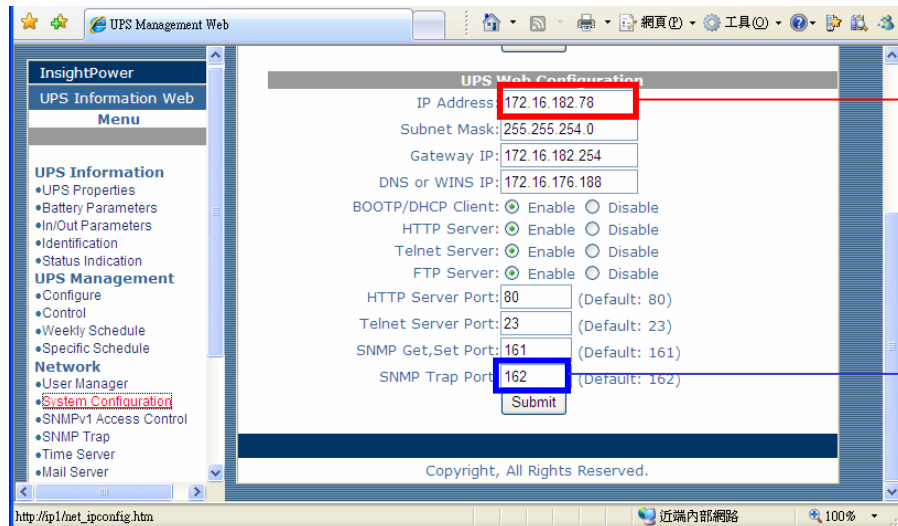 UPS Management Web
網頁(P)
工具(O)
InsightPower
UPS Information Web
Menu
UPS Information
•UPS Properties
•Battery Parameters
•In/Out Parameters
•Identification
•Status Indication
UPS Management
•Configure
•Control
•Weekly Schedule
•Specific Schedule
Network
•User Manager
•System Configuration
•SNMPv1 Access Control
•SNMP Trap
•Time Server
•Mail Server
UPS Web Configuration
IP Address: 172.16.182.78
Subnet Mask: 255.255.254.0
Gateway IP: 172.16.182.254
DNS or WINS IP: 172.16.176.188
BOOTP/DHCP Client: Enable Disable
HTTP Server: Enable Disable
Telnet Server: Enable Disable
FTP Server: Enable Disable
HTTP Server Port: 80 (Default: 80)
Telnet Server Port: 23 (Default: 23)
SNMP Get,Set Port: 161 (Default: 161)
SNMP Trap Port 162 (Default: 162)
Submit
Copyright, All Rights Reserved.
http://ip1/net_ipconfig.htm
近端內部網路
100%